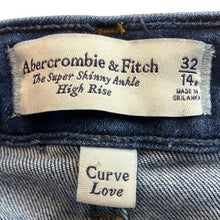 Abercrombie & Fitch
The Super Skinny Ankle
High Rise
32
14R
MADE IN
SRI LANKA
Curve
Love